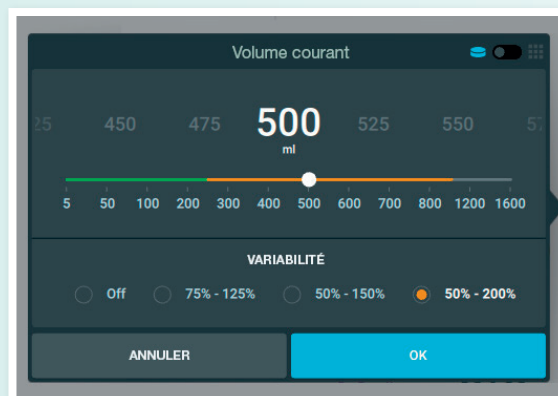 Volume courant
25 450 475 500 525 550 57
ml
5 50 100 200 300 400 500 600 700 800 1200 1600
VARIABILITÉ
Off 75% - 125% 50% - 150% 50% - 200%
ANNULER OK